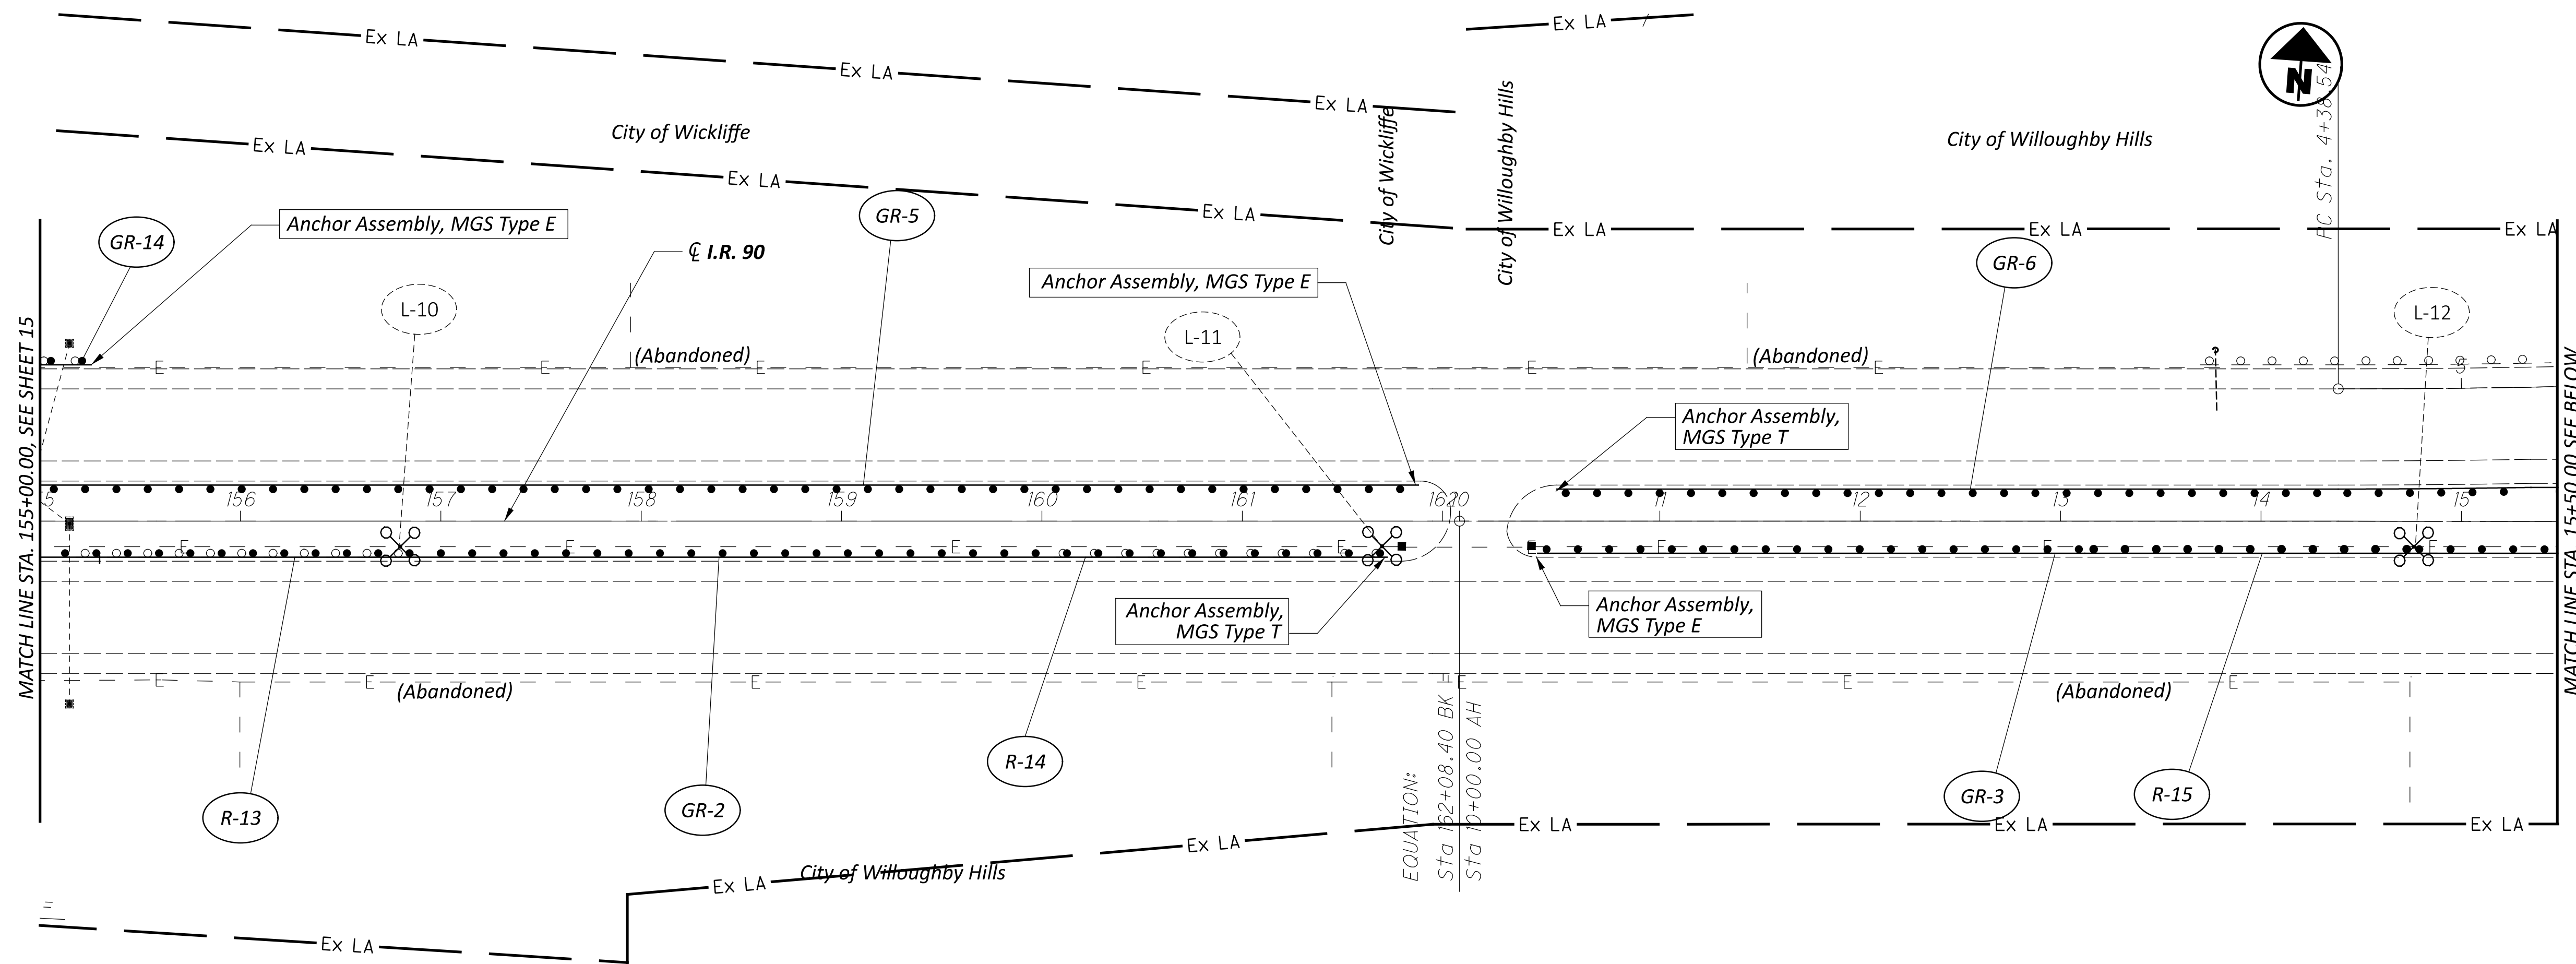 Ex LA
Ex LA
Ex LA
Ex LA
N
PC Sta. 4+38.54
City of Wickliffe
City of Wickliffe
City of Willoughby Hills
City of Willoughby Hills
Ex LA
Ex LA
Ex LA
Ex LA
Ex LA
Ex LA
GR-14
Anchor Assembly, MGS Type E
GR-5
℄ I.R. 90
Anchor Assembly, MGS Type E
GR-6
L-10
L-11
L-12
MATCH LINE STA. 155+00.00, SEE SHEET 15
MATCH LINE STA. 15+50.00 SEE BELOW
(Abandoned)
(Abandoned)
E E E E E E
Anchor Assembly,
MGS Type T
5 156 157 158 159 160 161 162 0 11 12 13 14 15
E E E E E E E E
Anchor Assembly,
MGS Type T
Anchor Assembly,
MGS Type E
E E E E E E E
(Abandoned)
(Abandoned)
R-13
GR-2
R-14
GR-3
R-15
EQUATION:
Sta 162+08.40 BK =
Sta 10+00.00 AH
Ex LA
Ex LA
Ex LA
Ex LA
Ex LA
City of Willoughby Hills
Ex LA